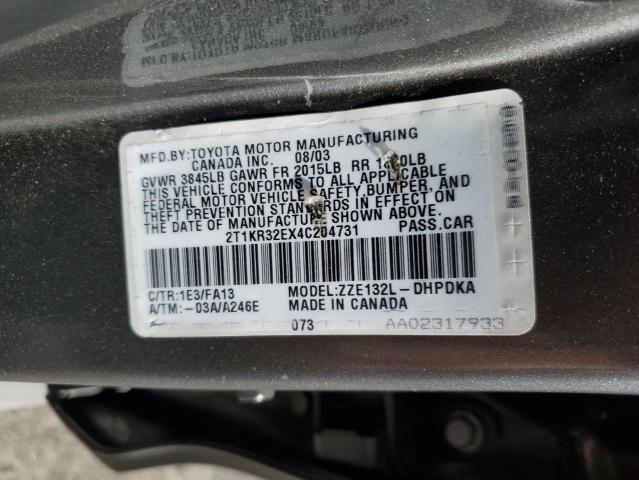 MFD.BY:TOYOTA MOTOR MANUFACTURING
CANADA INC. 08/03
GVWR 3845LB GAWR FR 2015LB RR LB
THIS VEHICLE CONFORMS TO ALL APPLICABLE
FEDERAL MOTOR VEHICLE SAFETY,BUMPER, AND
THEFT PREVENTION STANDARDS IN EFFECT ON
THE DATE OF MANUFACTURE SHOWN ABOVE.
2T1KR32EX4C204731 PASS.CAR
C/TR:1E3/FA13 MODEL:ZZE132L-DHPDKA
A/TM:-03A/A246E MADE IN CANADA
073 AA02317933